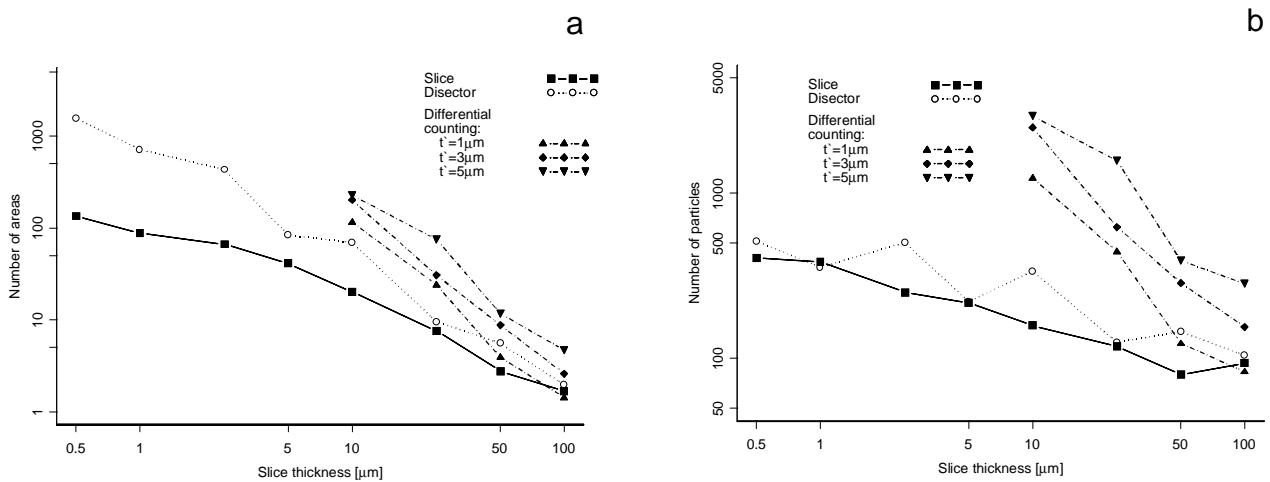 a
Number of areas
1000
100
10
1
Slice
Disector
Differential
counting:
t`=1μm
t`=3μm
t`=5μm
0.5 1 5 10 50 100
Slice thickness [μm]
b
Number of particles
5000
1000
500
100
50
Slice
Disector
Differential
counting:
t`=1μm
t`=3μm
t`=5μm
0.5 1 5 10 50 100
Slice thickness [μm]